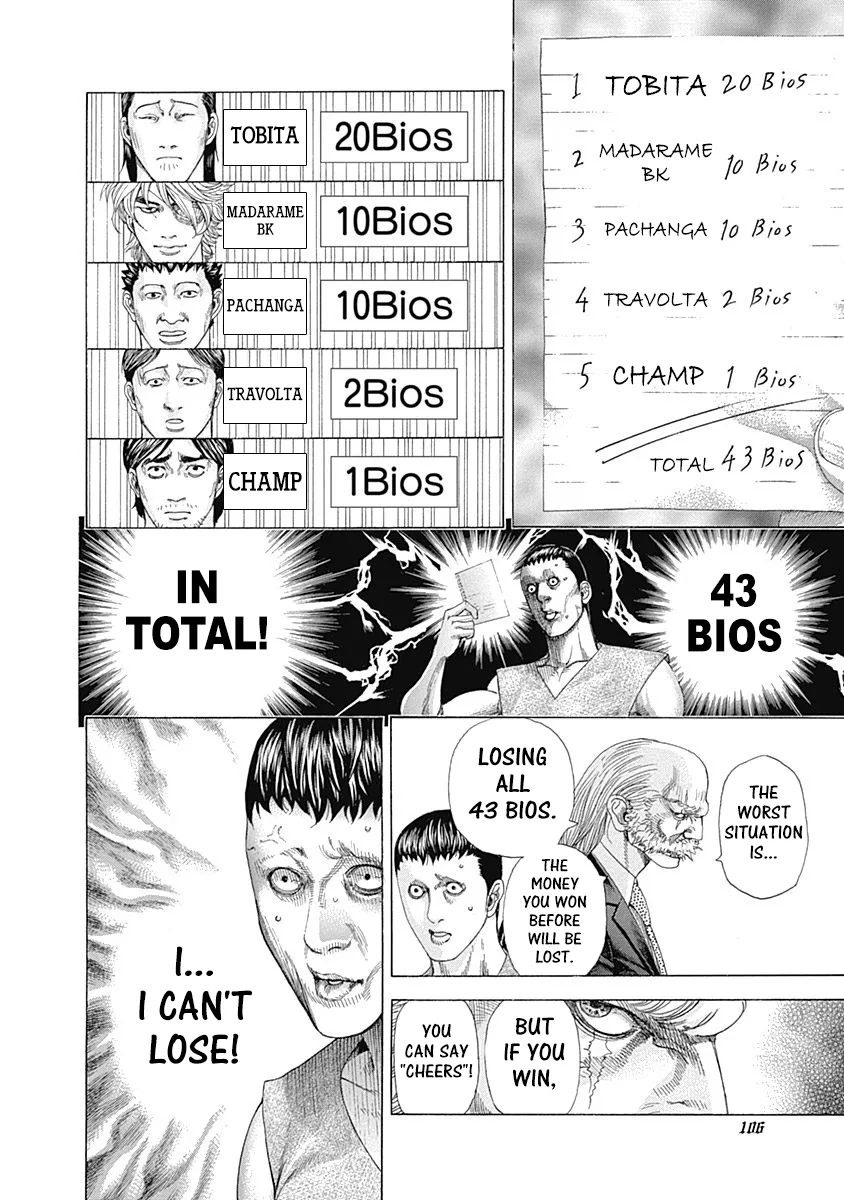 1 TOBITA 20 Bios
2 MADARAME
BK 10 Bios
3 PACHANGA 10 Bios
4 TRAVOLTA 2 Bios
5 CHAMP 1 Bios
TOTAL 43 Bios
TOBITA
20Bios
MADARAME
BK
10Bios
PACHANGA
10Bios
TRAVOLTA
2Bios
CHAMP
1Bios
43
BIOS
IN
TOTAL!
THE
WORST
SITUATION
IS...
LOSING
ALL
43 BIOS.
THE
MONEY
YOU WON
BEFORE
WILL BE
LOST.
BUT
IF YOU
WIN,
YOU
CAN SAY
"CHEERS"!
I...
I CAN'T
LOSE!
106